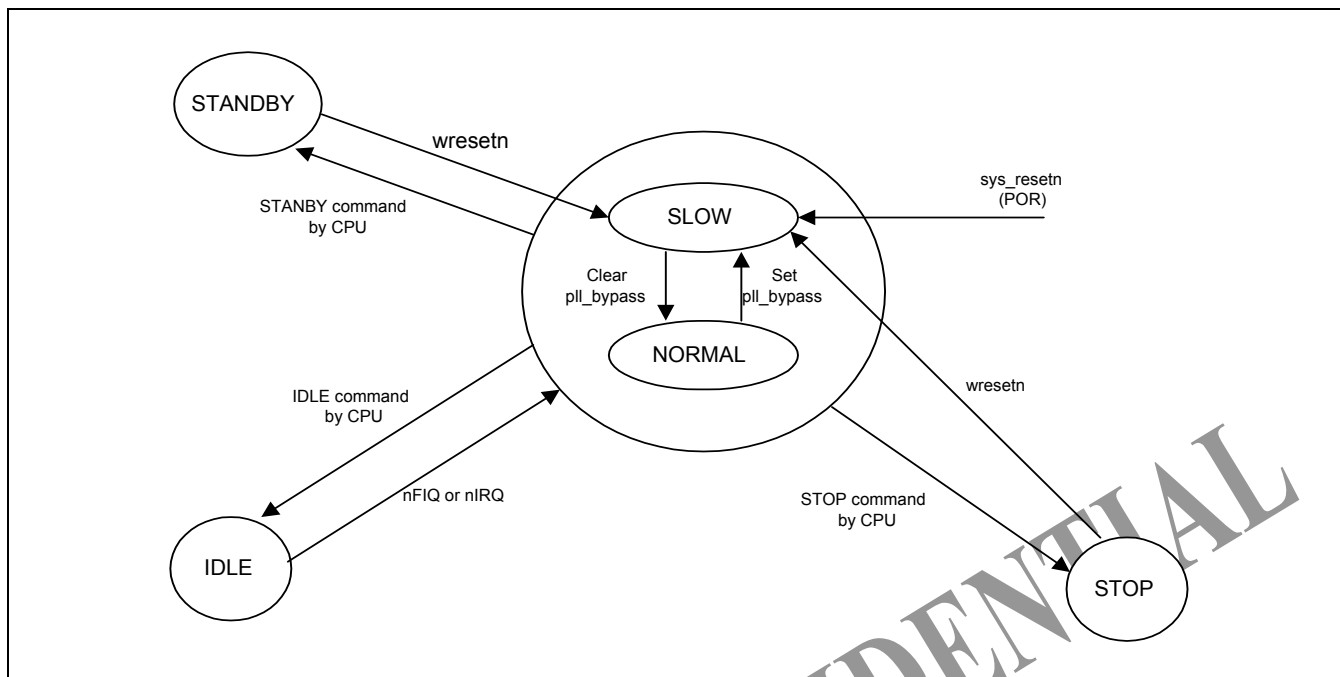 STANDBY
wresetn
STANBY command
by CPU
sys_resetn
(POR)
SLOW
Clear
pll_bypass
Set
pll_bypass
NORMAL
IDLE command
by CPU
nFIQ or nIRQ
IDLE
wresetn
STOP command
by CPU
STOP
IDENTIAL